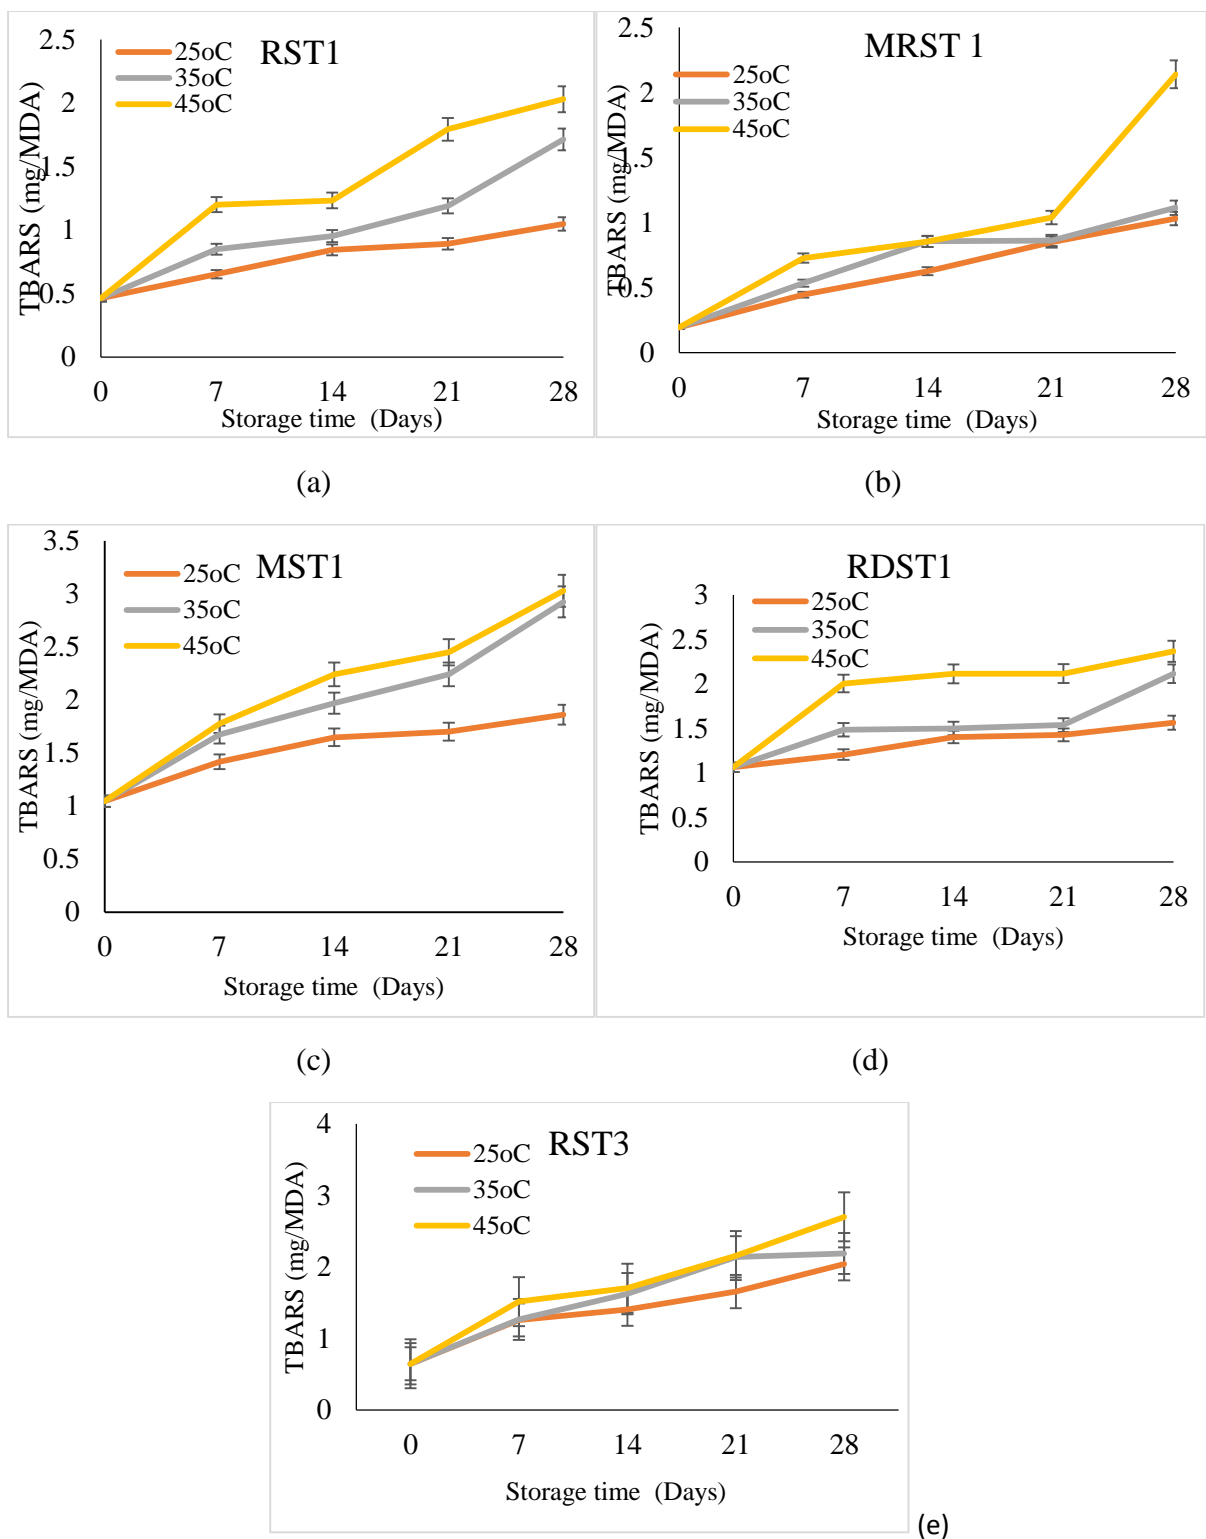 RST1
25oC
35oC
45oC
TBARS (mg/MDA)
2.5
2
1.5
1
0.5
0
0 7 14 21 28
Storage time (Days)
(a)
MRST 1
25oC
35oC
45oC
TBARS (mg/MDA)
2.5
2
1.5
1
0.5
0
0 7 14 21 28
Storage time (Days)
(b)
MST1
25oC
35oC
45oC
TBARS (mg/MDA)
3.5
3
2.5
2
1.5
1
0.5
0
0 7 14 21 28
Storage time (Days)
(c)
RDST1
25oC
35oC
45oC
TBARS (mg/MDA)
3
2.5
2
1.5
1
0.5
0
0 7 14 21 28
Storage time (Days)
(d)
RST3
25oC
35oC
45oC
TBARS (mg/MDA)
4
3
2
1
0
0 7 14 21 28
Storage time (Days)
(e)